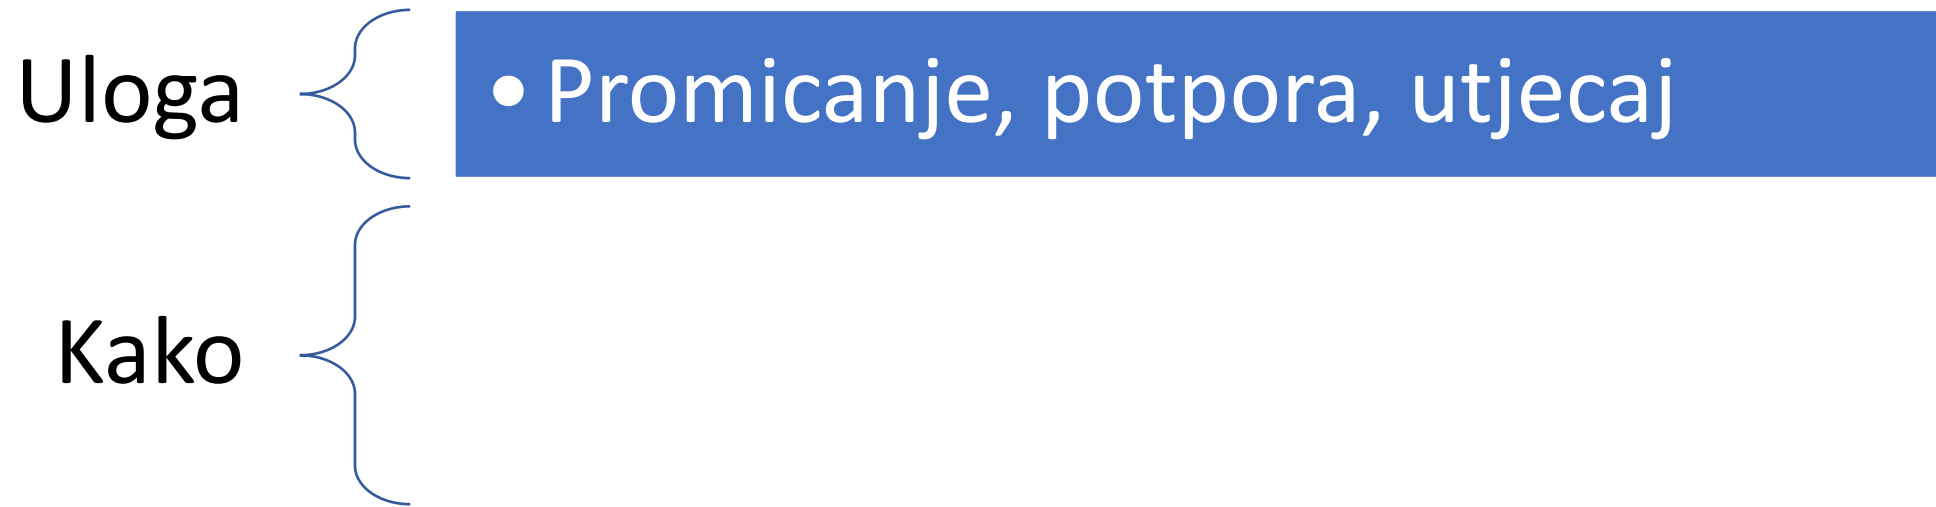 Uloga
• Promicanje, potpora, utjecaj
Kako